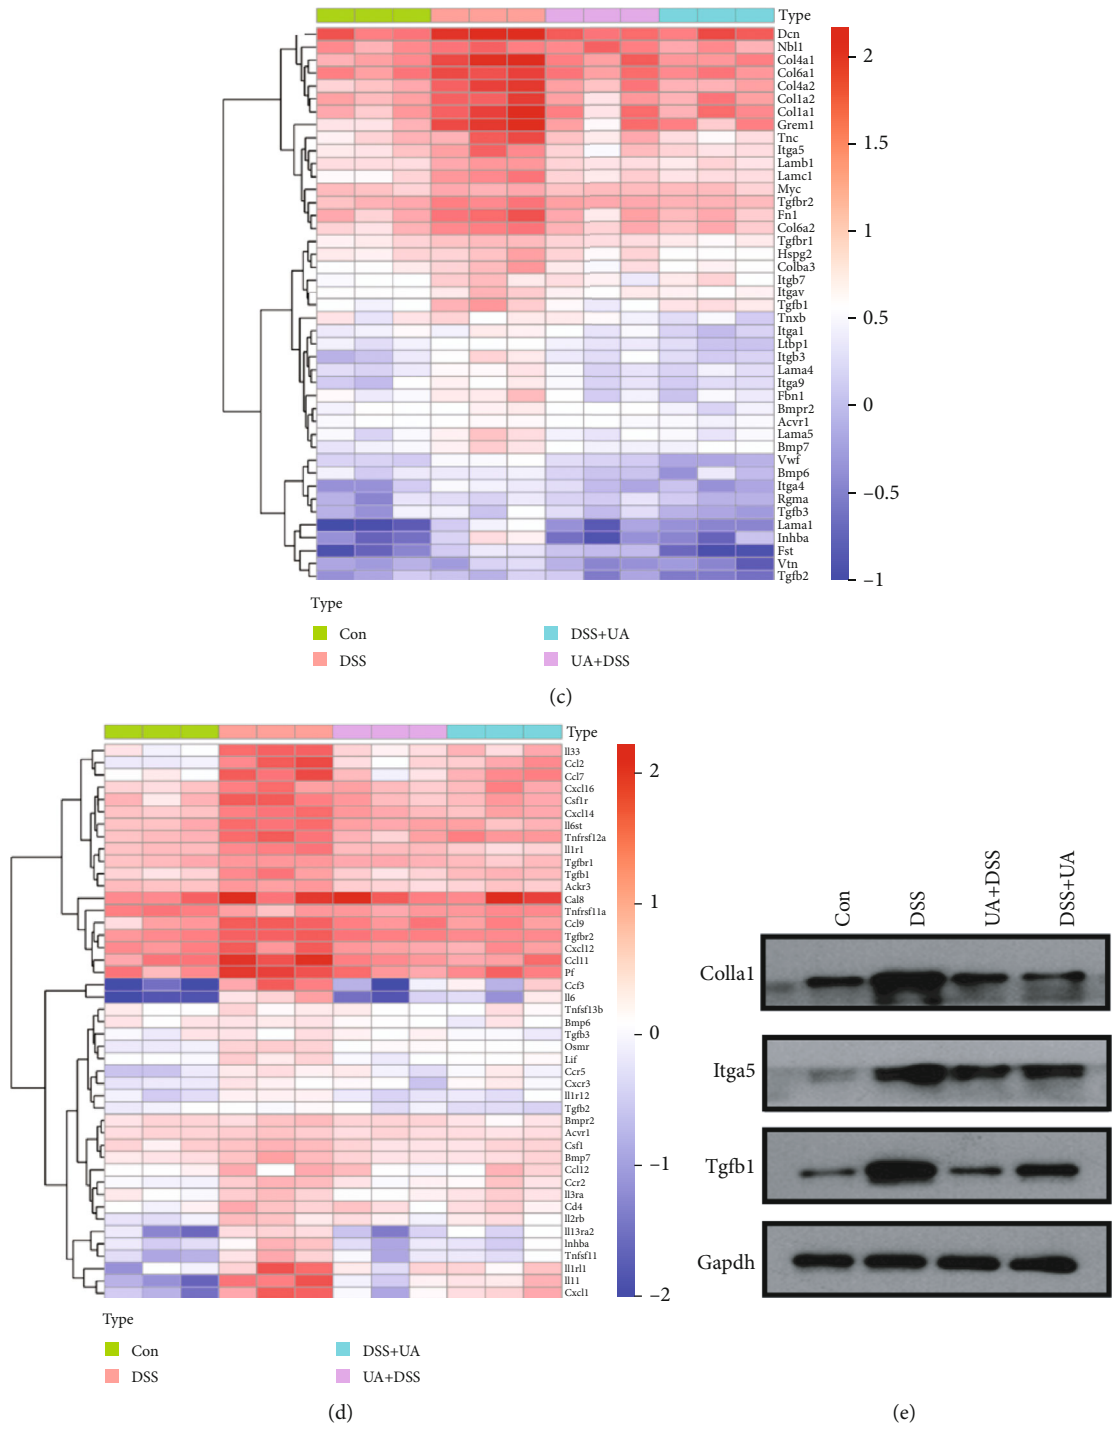 Type
Dcn
Nbl1
Col4a1
Col6a1
Col4a2
Col1a2
Col1a1
Grem1
Tnc
Itga5
Lamb1
Lamc1
Myc
Tgfbr2
Fn1
Col6a2
Tgfbr1
Hspg2
Colba3
Itgb7
Itgav
Tgfb1
Tnxb
Itga1
Ltbp1
Itgb3
Lama4
Itga9
Fbn1
Bmpr2
Acvr1
Lama5
Bmp7
Vwf
Bmp6
Itga4
Rgma
Tgfb3
Lama1
Inhba
Fst
Vtn
Tgfb2
2
1.5
1
0.5
0
−0.5
−1
Type
Con
DSS
DSS+UA
UA+DSS
(c)
Type
Il33
Ccl2
Ccl7
Cxcl16
Csf1r
Cxcl14
Il6st
Tnfrsf12a
Il1r1
Tgfbr1
Tgfb1
Ackr3
Cal8
Tnfrsf11a
Ccl9
Tgfbr2
Cxcl12
Ccl11
Pf
Ccf3
Il6
Tnfsf13b
Bmp6
Tgfb3
Osmr
Lif
Ccr5
Cxcr3
Il1r12
Tgfb2
Bmpr2
Acvr1
Csf1
Bmp7
Ccl12
Ccr2
Il3ra
Cd4
Il2rb
Il13ra2
Inhba
Tnfsf11
Il1rl1
Il11
Cxcl1
2
1
0
−1
−2
Type
Con
DSS
DSS+UA
UA+DSS
(d)
Con
DSS
UA+DSS
DSS+UA
Colla1
Itga5
Tgfb1
Gapdh
(e)